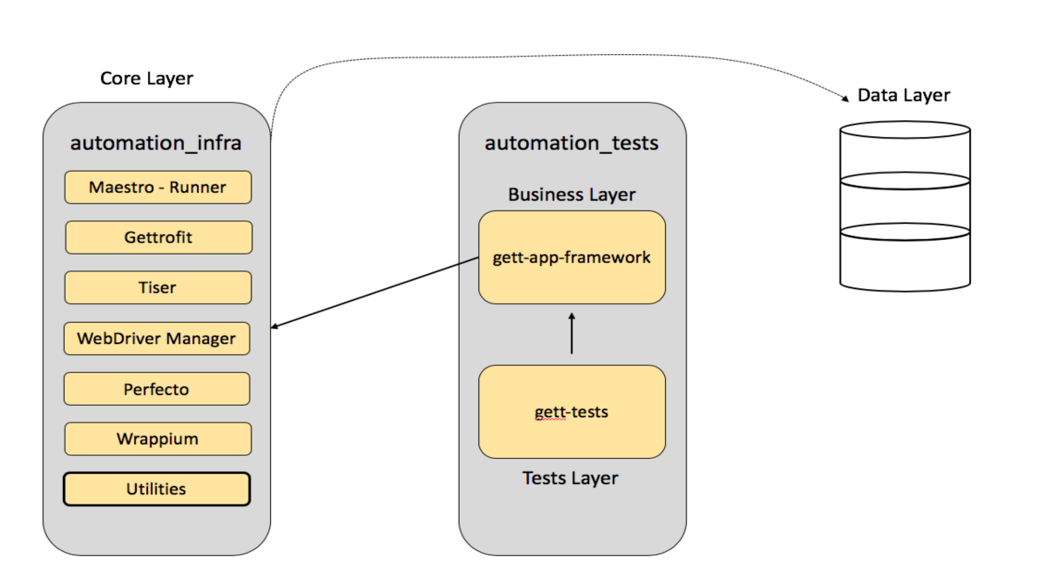 Core Layer
automation_infra
Maestro - Runner
Gettrofit
Tiser
WebDriver Manager
Perfecto
Wrappium
Utilities
automation_tests
Business Layer
gett-app-framework
gett-tests
Tests Layer
Data Layer